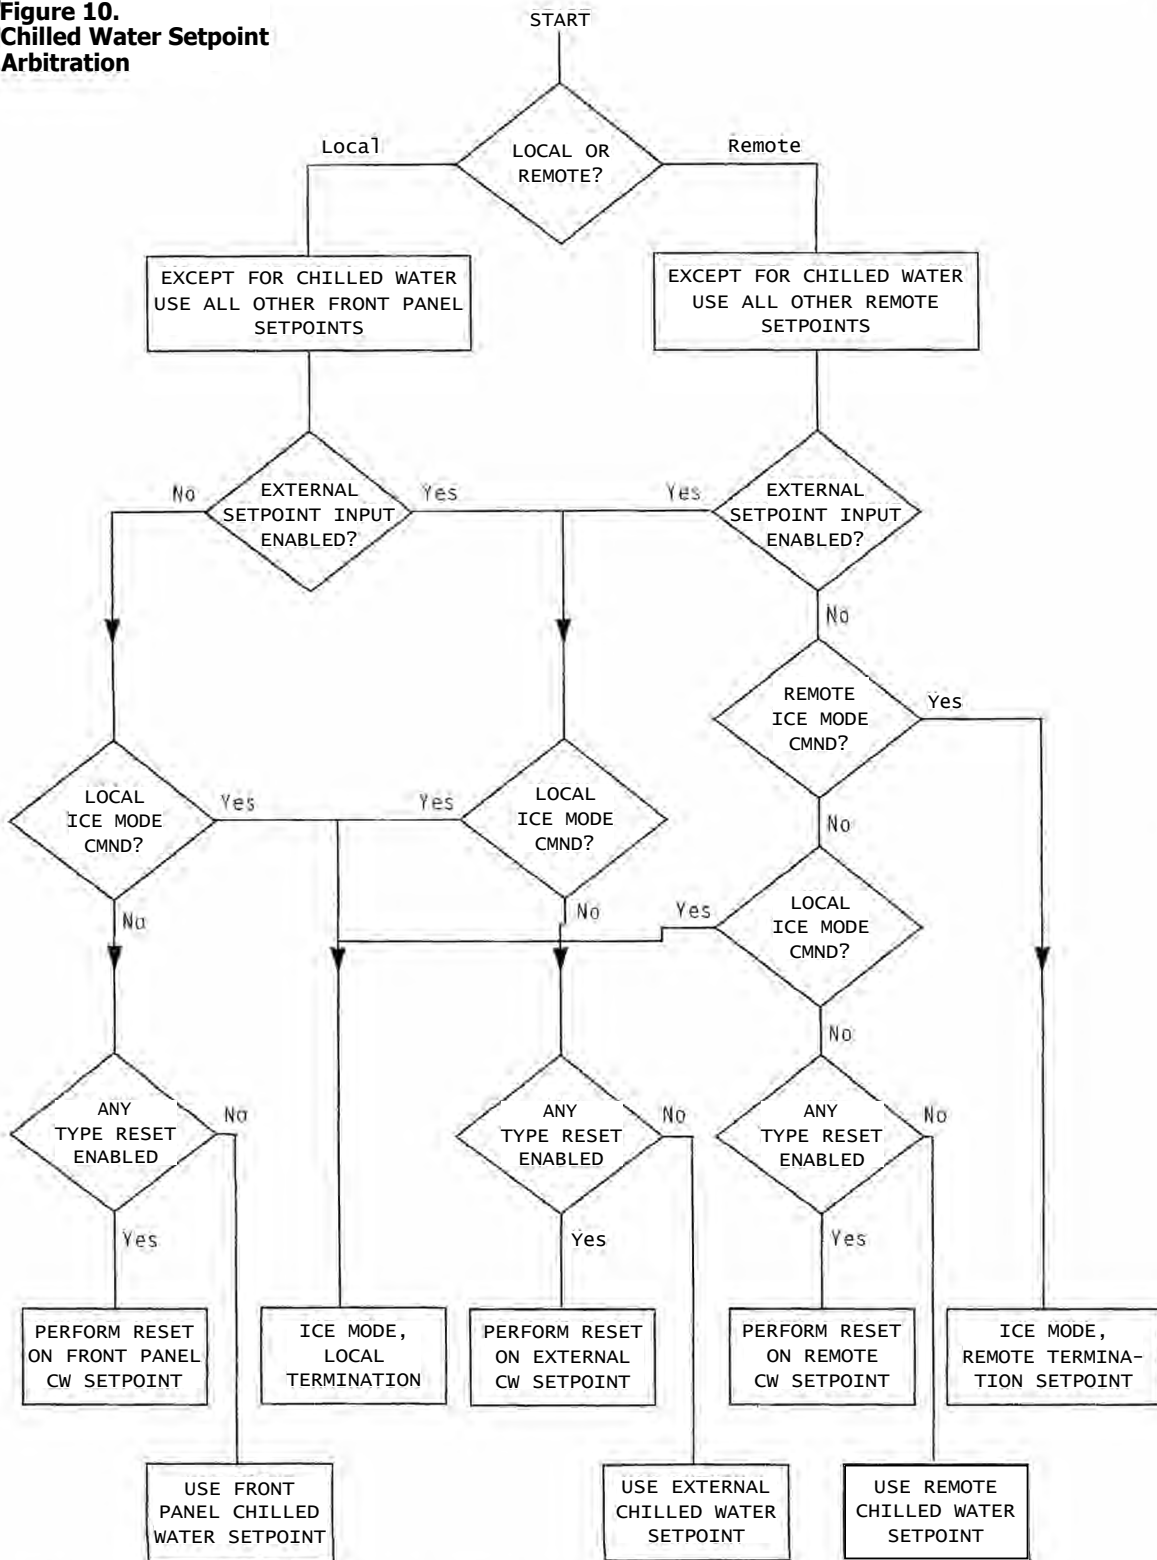 Figure 10.
Chilled Water Setpoint
Arbitration
START
LOCAL OR
REMOTE?
Local
Remote
EXCEPT FOR CHILLED WATER
USE ALL OTHER FRONT PANEL
SETPOINTS
EXCEPT FOR CHILLED WATER
USE ALL OTHER REMOTE
SETPOINTS
No
EXTERNAL
SETPOINT INPUT
ENABLED?
Yes
Yes
EXTERNAL
SETPOINT INPUT
ENABLED?
No
REMOTE
ICE MODE
CMND?
Yes
No
LOCAL
ICE MODE
CMND?
Yes
Yes
LOCAL
ICE MODE
CMND?
No
No
Yes
LOCAL
ICE MODE
CMND?
No
ANY
TYPE RESET
ENABLED
No
Yes
ANY
TYPE RESET
ENABLED
No
Yes
ANY
TYPE RESET
ENABLED
No
Yes
PERFORM RESET
ON FRONT PANEL
CW SETPOINT
ICE MODE,
LOCAL
TERMINATION
PERFORM RESET
ON EXTERNAL
CW SETPOINT
PERFORM RESET
ON REMOTE
CW SETPOINT
ICE MODE,
REMOTE TERMINA-
TION SETPOINT
USE FRONT
PANEL CHILLED
WATER SETPOINT
USE EXTERNAL
CHILLED WATER
SETPOINT
USE REMOTE
CHILLED WATER
SETPOINT